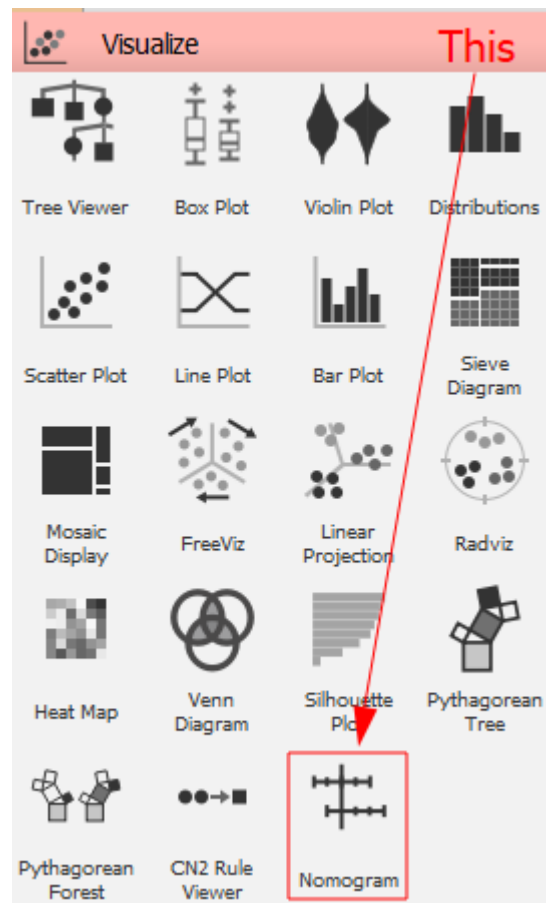 Visualize
This
Tree Viewer
Box Plot
Violin Plot
Distributions
Scatter Plot
Line Plot
Bar Plot
Sieve
Diagram
Mosaic
Display
FreeViz
Linear
Projection
Radviz
Heat Map
Venn
Diagram
Silhouette
Plot
Pythagorean
Tree
Pythagorean
Forest
CN2 Rule
Viewer
Nomogram